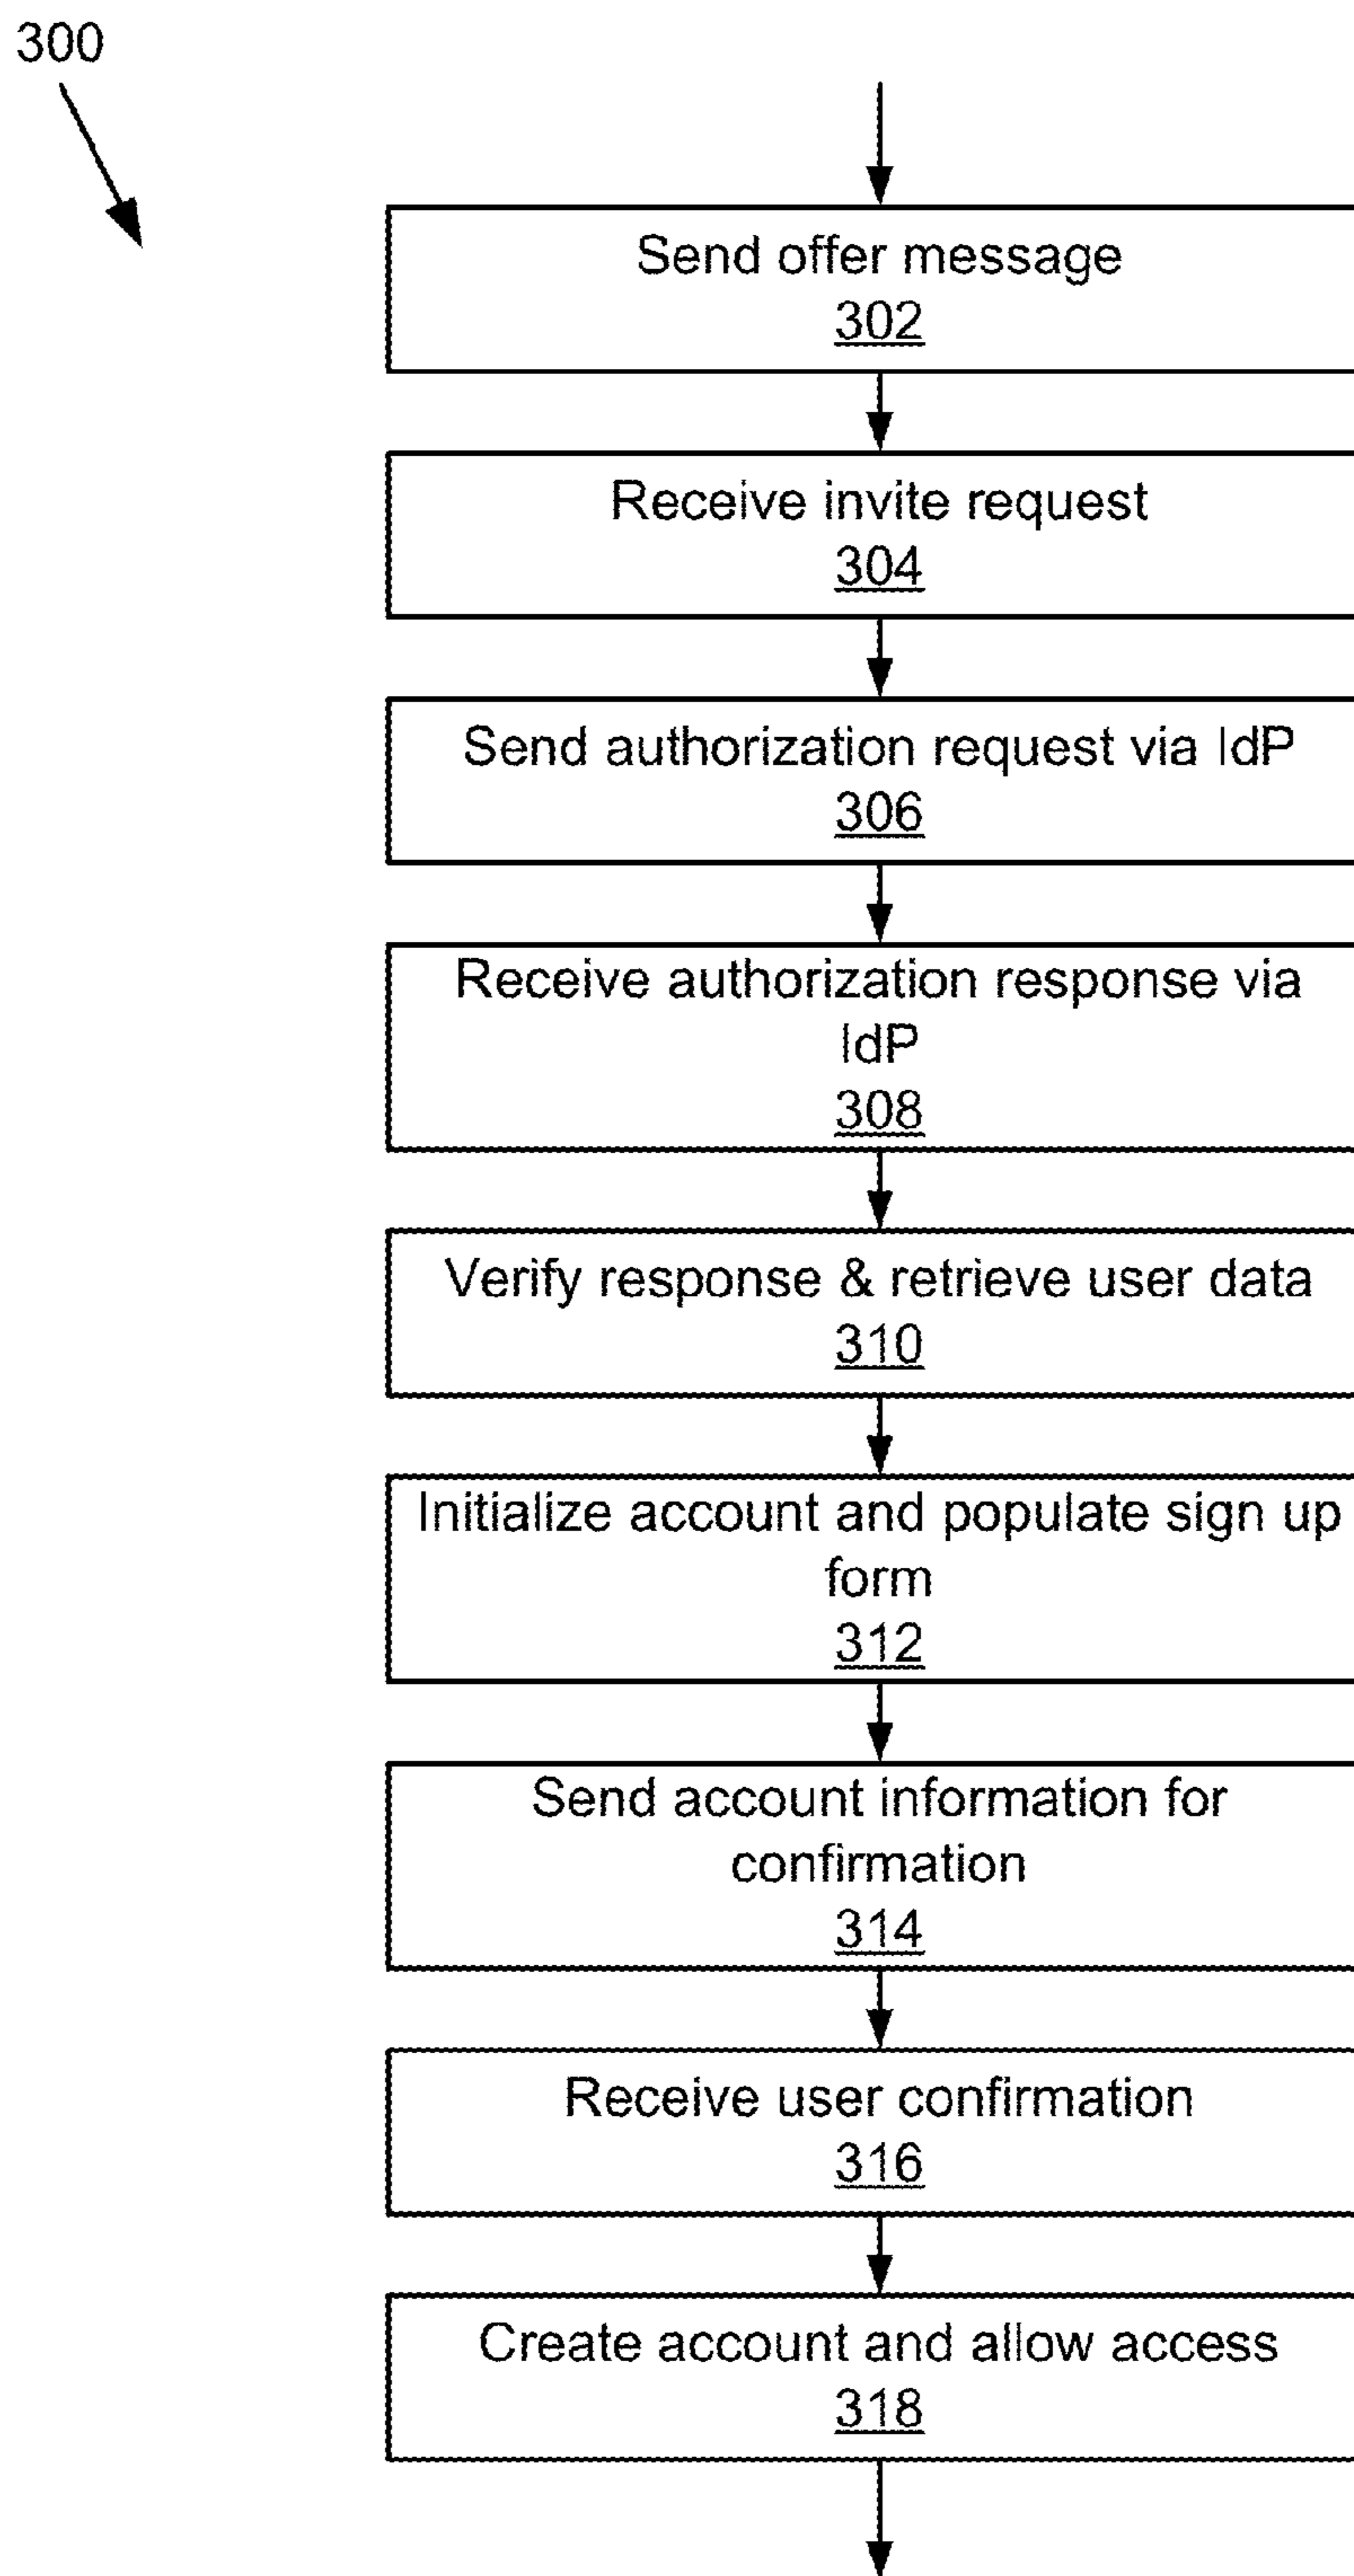 300
Send offer message
302
Receive invite request
304
Send authorization request via IdP
306
Receive authorization response via
IdP
308
Verify response & retrieve user data
310
Initialize account and populate sign up
form
312
Send account information for
confirmation
314
Receive user confirmation
316
Create account and allow access
318